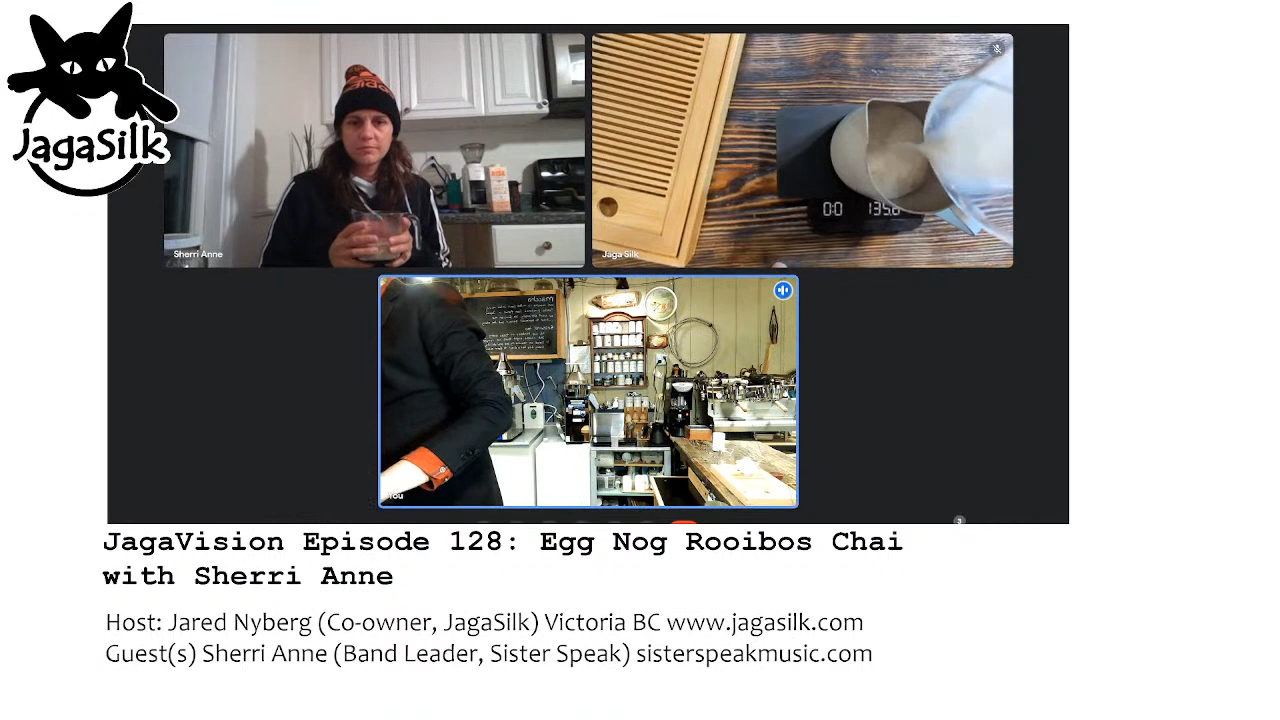 JagaSilk
Sherri Anne
Jaga Silk
0:0 135.8
matcha
You
3
JagaVision Episode 128: Egg Nog Rooibos Chai
with Sherri Anne
Host: Jared Nyberg (Co-owner, JagaSilk) Victoria BC www.jagasilk.com
Guest(s) Sherri Anne (Band Leader, Sister Speak) sisterspeakmusic.com